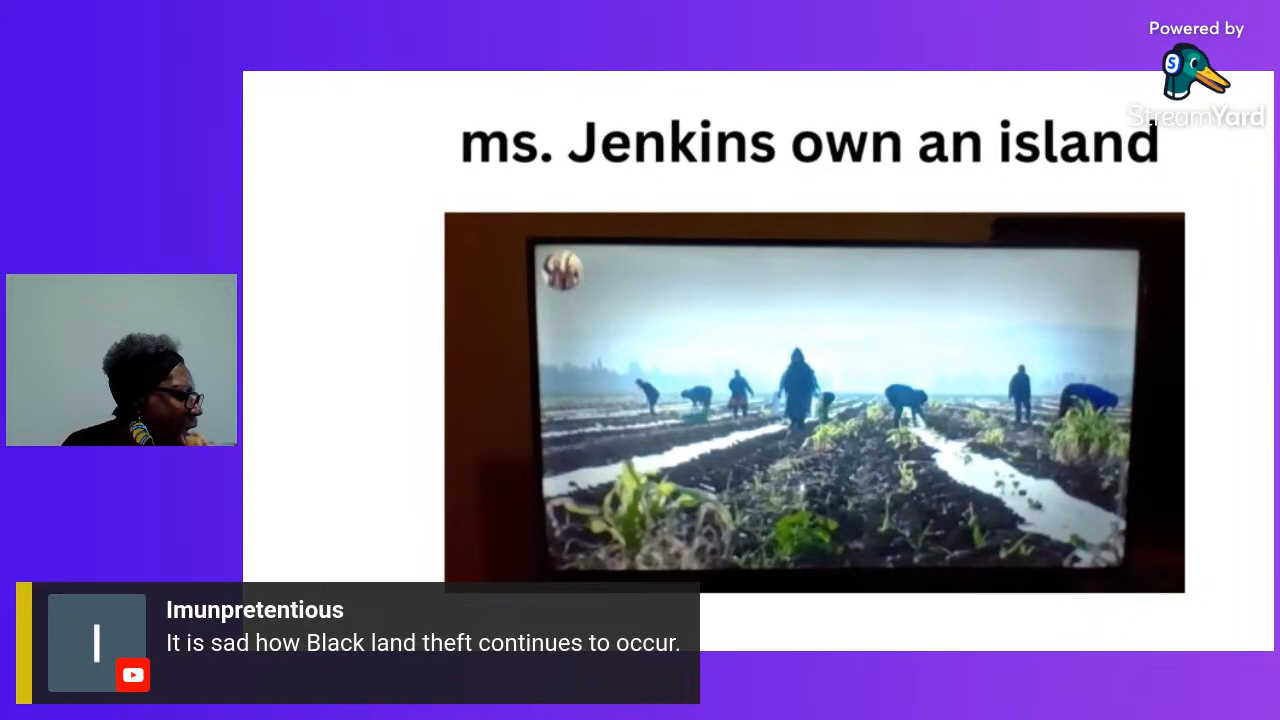 Powered by
StreamYard
ms. Jenkins own an island
Imunpretentious
It is sad how Black land theft continues to occur.